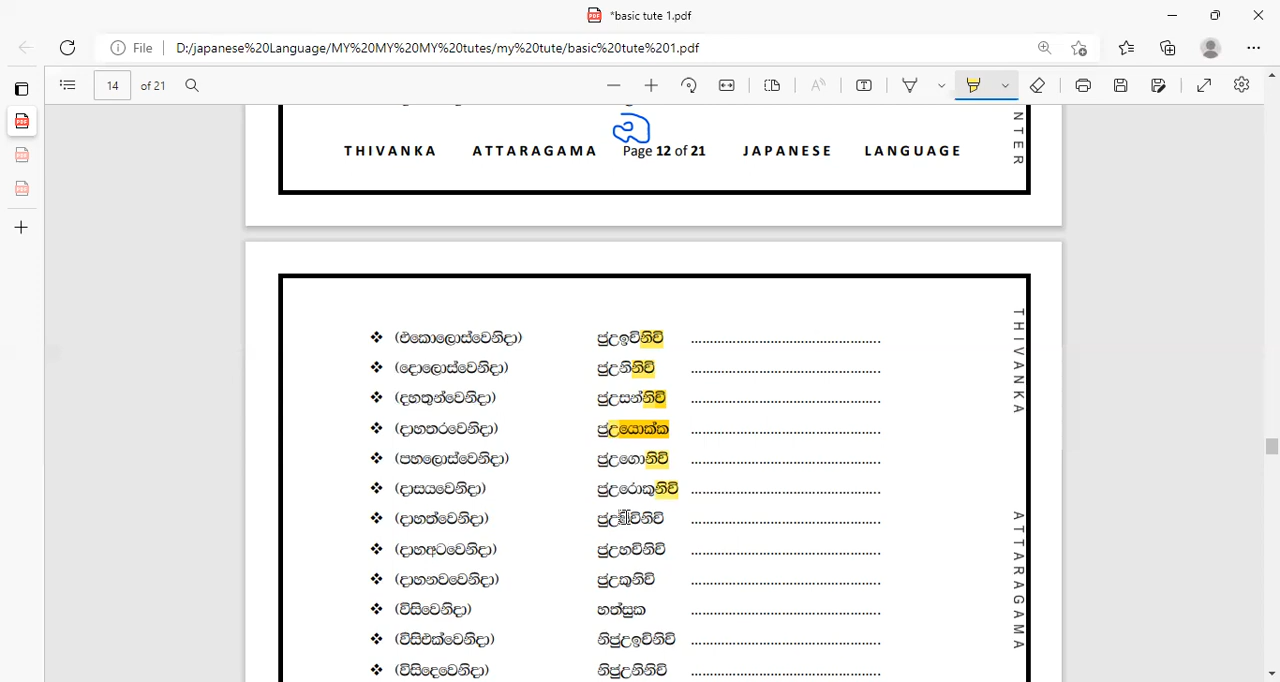 *basic tute 1.pdf
File D:/japanese%20Language/MY%20MY%20MY%20tutes/my%20tute/basic%20tute%201.pdf
14 of 21
NTER
THIVANKA ATTARAGAMA Page 12 of 21 JAPANESE LANGUAGE
❖ (එකොලොස්වෙනිදා) ජුඋඉචිනිචි ................................................
❖ (දොලොස්වෙනිදා) ජුඋනිනිචි ................................................
❖ (දහතුන්වෙනිදා) ජුඋසන්නිචි ................................................
❖ (දාහතරවෙනිදා) ජුඋයොක්ක ................................................
❖ (පහලොස්වෙනිදා) ජුඋගොනිචි ................................................
❖ (දාසයවෙනිදා) ජුඋරොකුනිචි ................................................
❖ (දාහත්වෙනිදා) ................................................
❖ (දාහඅටවෙනිදා) ජුඋහචිනිචි ................................................
❖ (දාහනවවෙනිදා) ජුඋකුනිචි ................................................
❖ (විසිවෙනිදා) හත්සුක ................................................
❖ (විසිඑක්වෙනිදා) නිජුඋඉචිනිචි ................................................
❖ (විසිදෙවෙනිදා) නිජුඋනිනිචි ................................................
THIVANKA
ATTARAGAMA